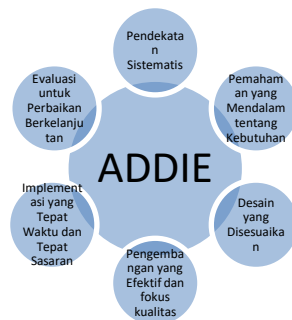 Pendekata
n
Sistematis
Pemaham
an yang
Mendalam
tentang
Kebutuhan
Desain
yang
Disesuaika
n
Pengemba
ngan yang
Efektif dan
fokus
kualitas
Implement
asi yang
Tepat
Waktu dan
Tepat
Sasaran
Evaluasi
untuk
Perbaikan
Berkelanju
tan
ADDIE